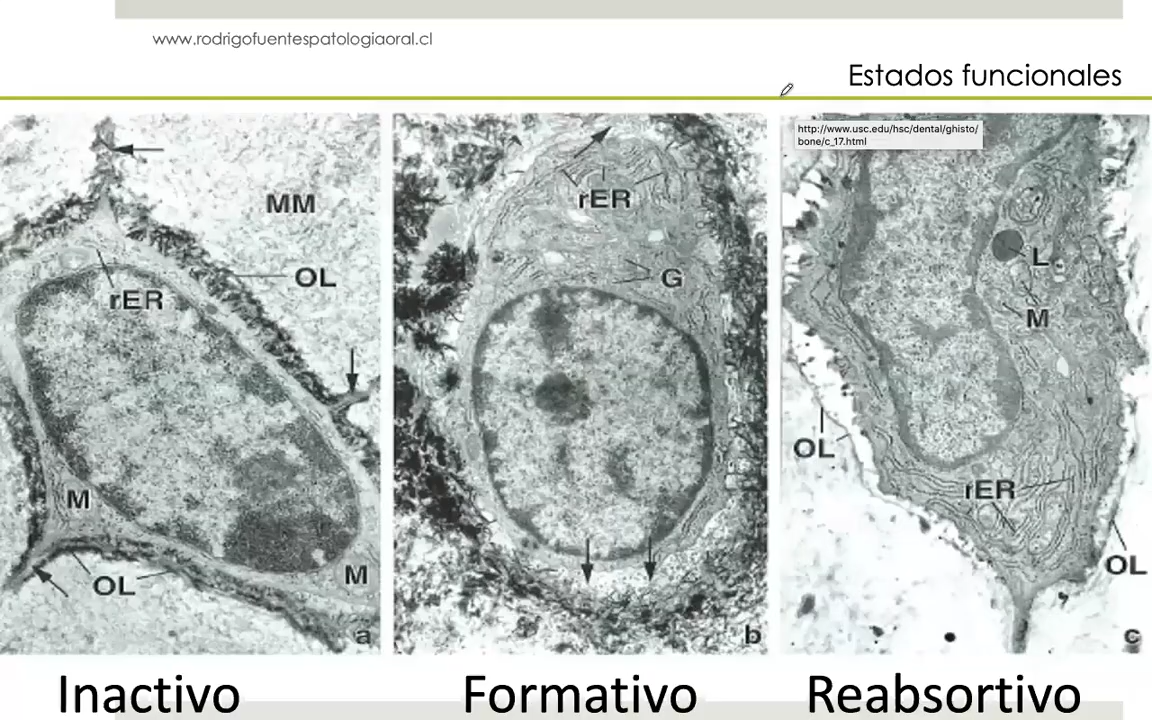 www.rodrigofuentespatologiaoral.cl
Estados funcionales
MM
OL
rER
M
OL
M
a
rER
G
b
http://www.usc.edu/hsc/dental/ghisto/
bone/c_17.html
L
M
OL
rER
OL
c
Inactivo
Formativo
Reabsortivo